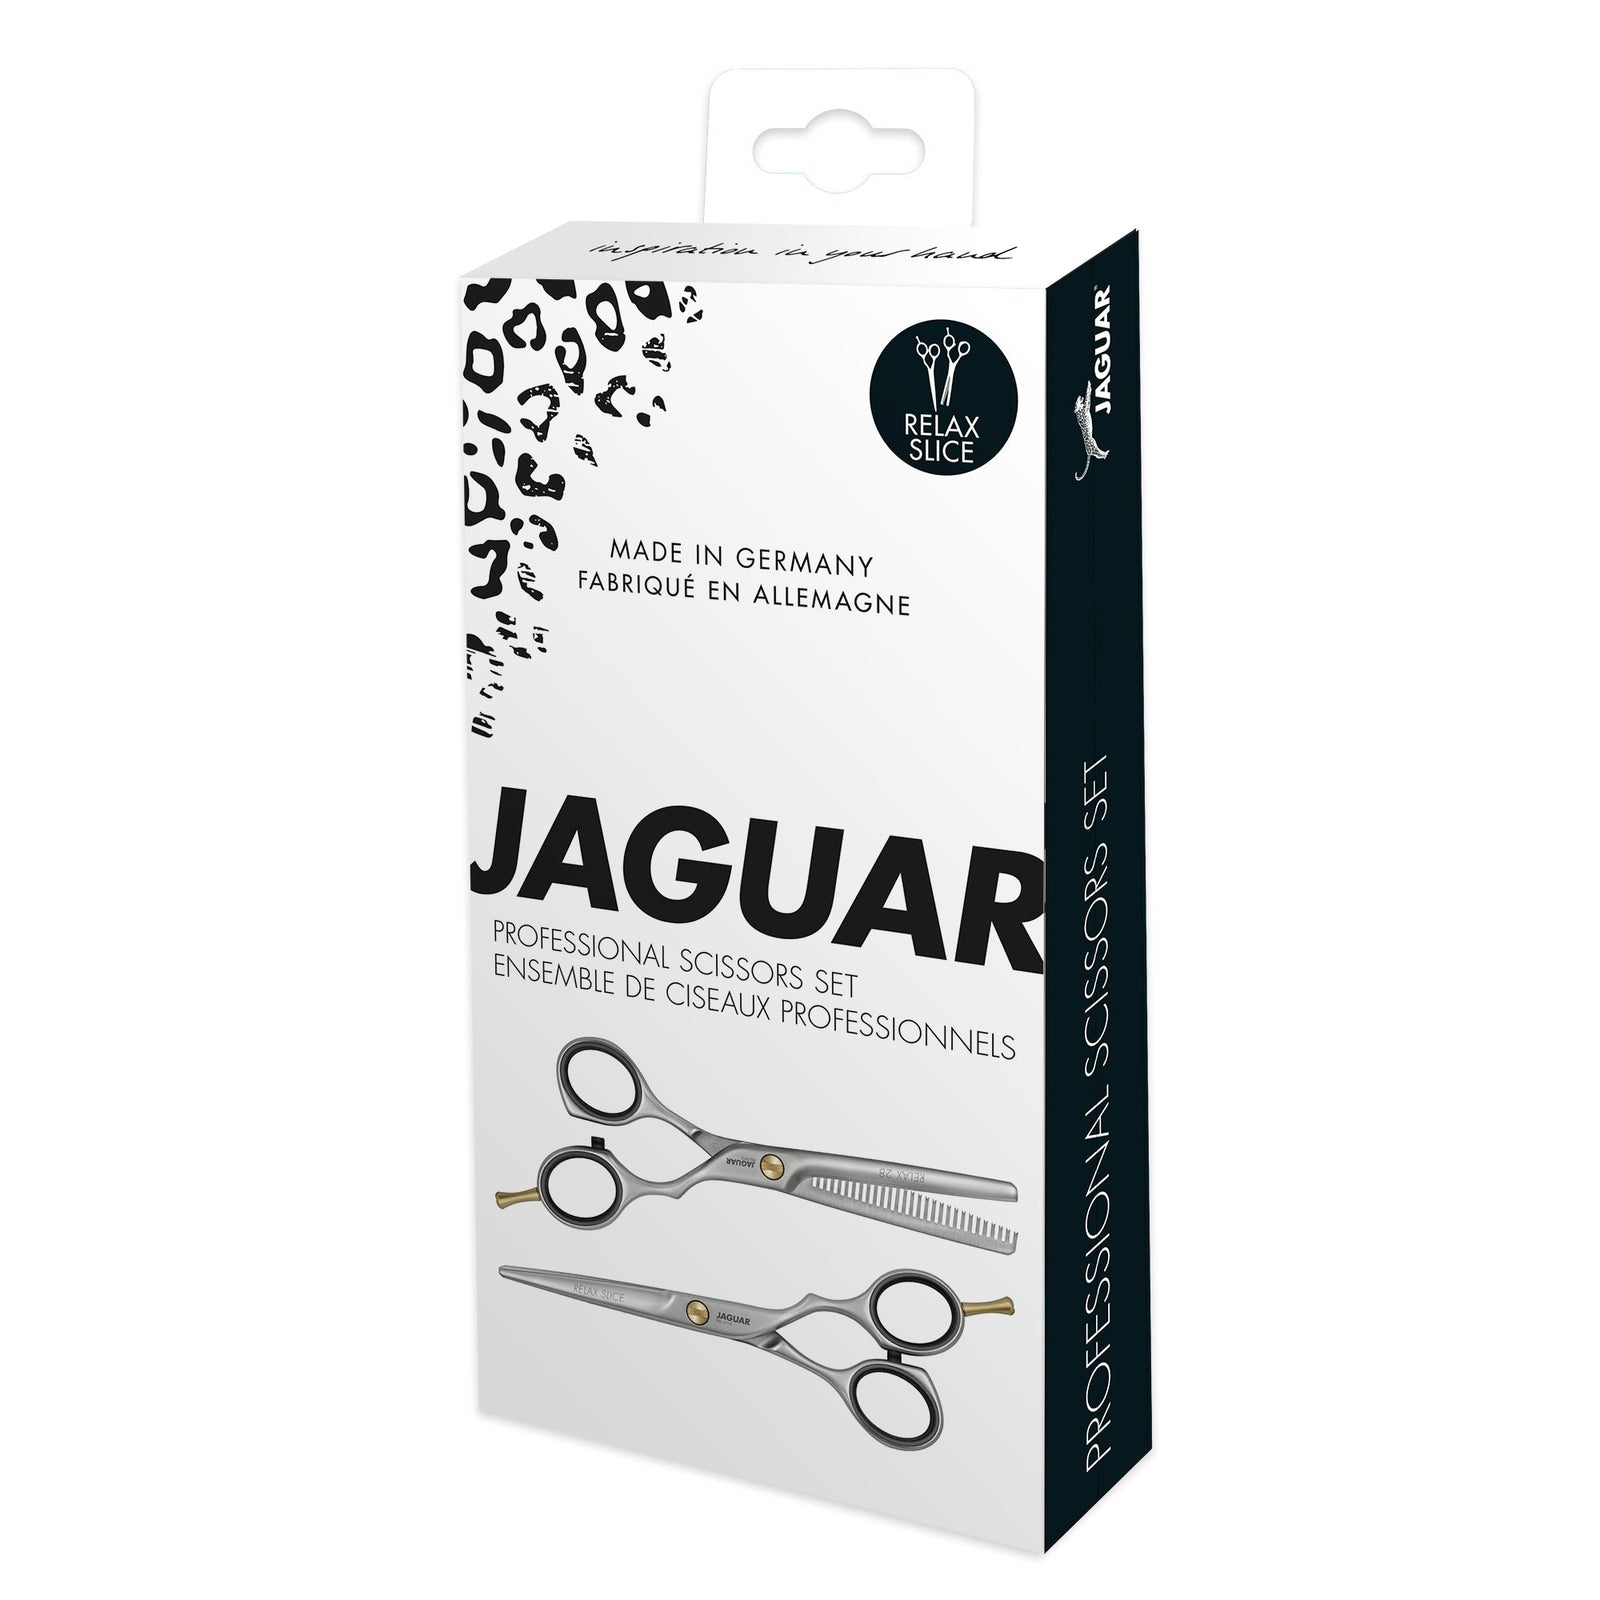 inspiration in your hand
RELAX
SLICE
MADE IN GERMANY
FABRIQUÉ EN ALLEMAGNE
JAGUAR
PROFESSIONAL SCISSORS SET
ENSEMBLE DE CISEAUX PROFESSIONNELS
JAGUAR
RELAX 28
RELAX SLICE
JAGUAR
JAGUAR
PROFESSIONAL SCISSORS SET